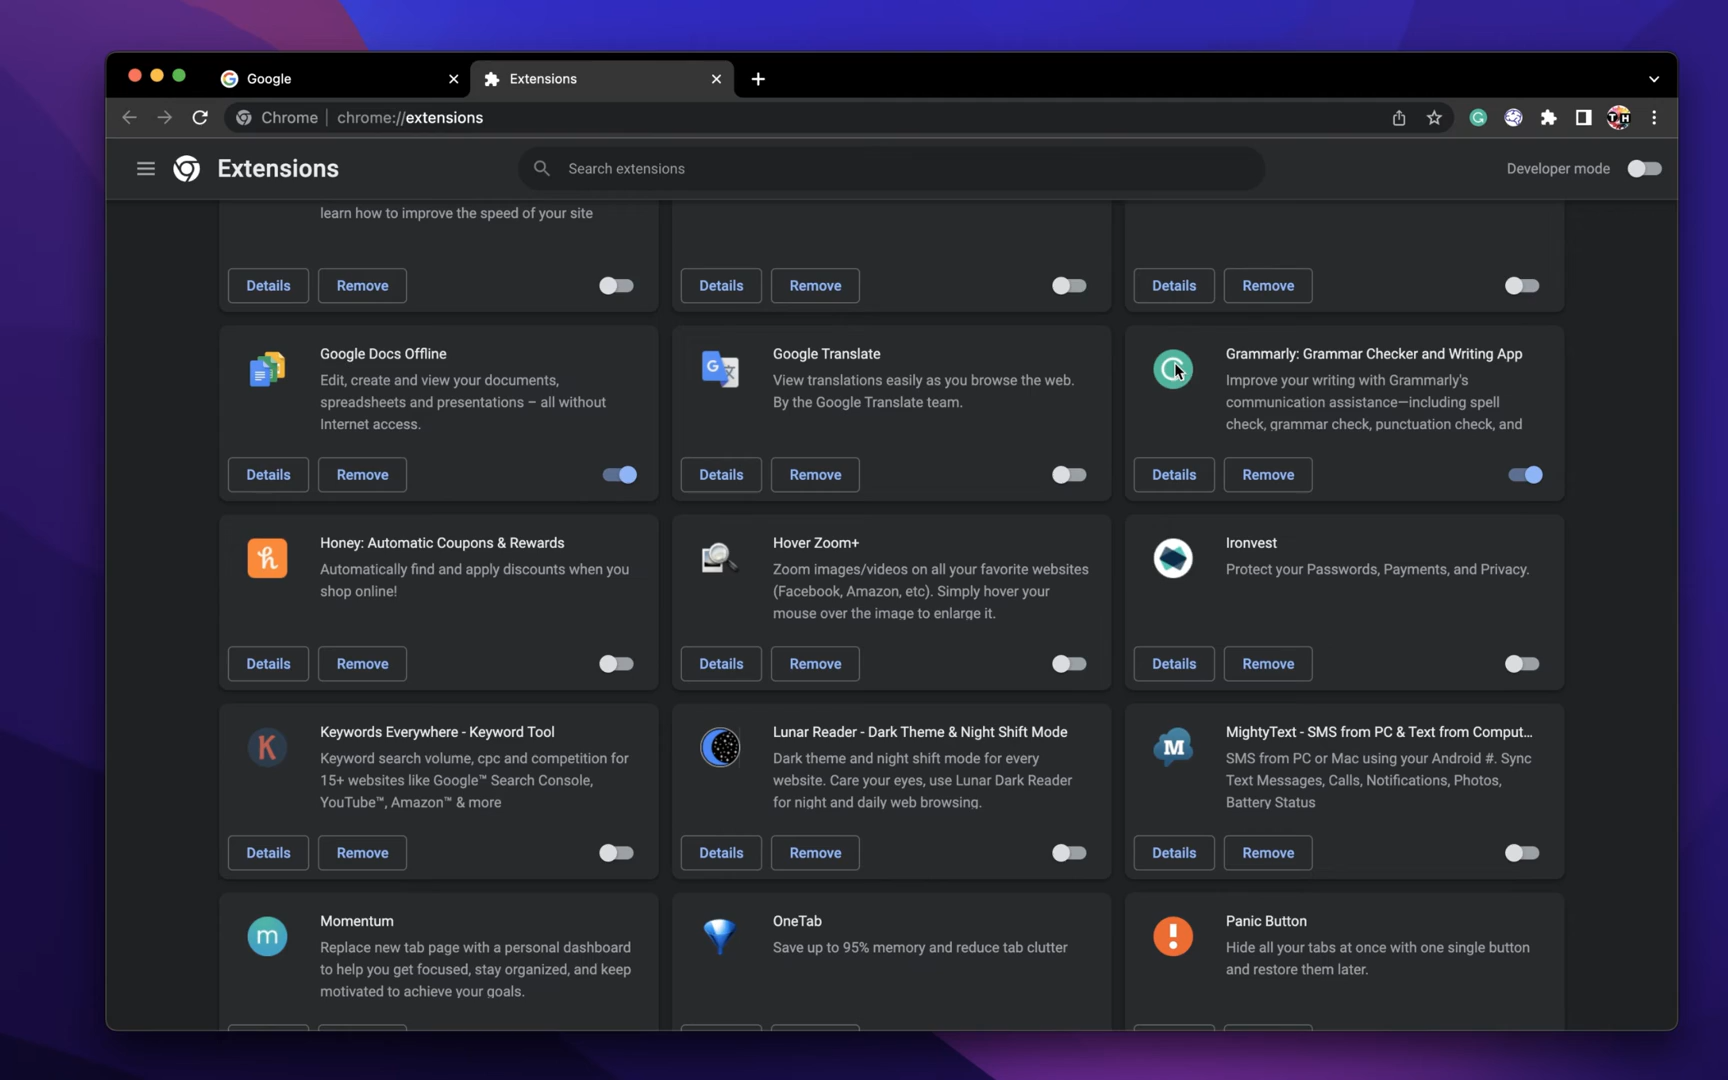 Google
Extensions
Chrome
chrome://extensions
Extensions
Search extensions
Developer mode
learn how to improve the speed of your site
Details
Remove
Details
Remove
Details
Remove
Google Docs Offline
Edit, create and view your documents,
spreadsheets and presentations – all without
Internet access.
Details
Remove
Google Translate
View translations easily as you browse the web.
By the Google Translate team.
Details
Remove
Grammarly: Grammar Checker and Writing App
Improve your writing with Grammarly's
communication assistance—including spell
check, grammar check, punctuation check, and
Details
Remove
Honey: Automatic Coupons & Rewards
Automatically find and apply discounts when you
shop online!
Details
Remove
Hover Zoom+
Zoom images/videos on all your favorite websites
(Facebook, Amazon, etc). Simply hover your
mouse over the image to enlarge it.
Details
Remove
Ironvest
Protect your Passwords, Payments, and Privacy.
Details
Remove
Keywords Everywhere - Keyword Tool
Keyword search volume, cpc and competition for
15+ websites like Google™ Search Console,
YouTube™, Amazon™ & more
Details
Remove
Lunar Reader - Dark Theme & Night Shift Mode
Dark theme and night shift mode for every
website. Care your eyes, use Lunar Dark Reader
for night and daily web browsing.
Details
Remove
MightyText - SMS from PC & Text from Comput...
SMS from PC or Mac using your Android #. Sync
Text Messages, Calls, Notifications, Photos,
Battery Status
Details
Remove
Momentum
Replace new tab page with a personal dashboard
to help you get focused, stay organized, and keep
motivated to achieve your goals.
OneTab
Save up to 95% memory and reduce tab clutter
Panic Button
Hide all your tabs at once with one single button
and restore them later.